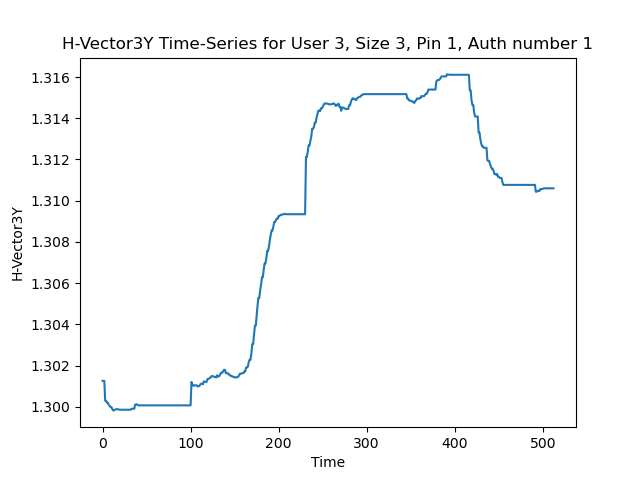 H-Vector3Y Time-Series for User 3, Size 3, Pin 1, Auth number 1
1.316
1.314
1.312
1.310
1.308
1.306
1.304
1.302
1.300
H-Vector3Y
0 100 200 300 400 500
Time